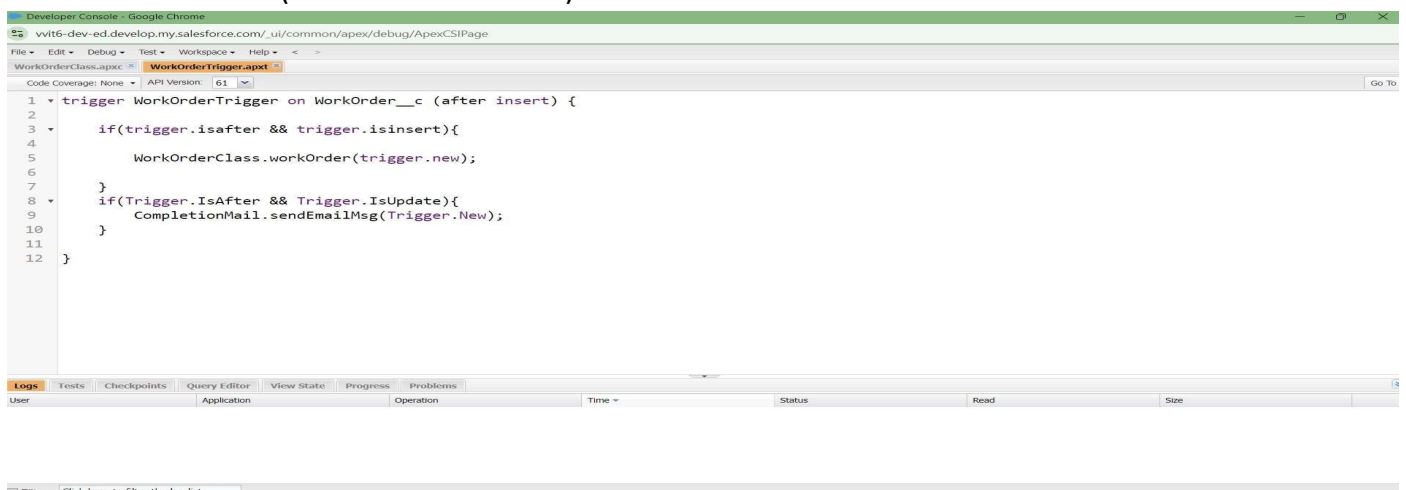 Developer Console - Google Chrome
vvit6-dev-ed.develop.my.salesforce.com/_ui/common/apex/debug/ApexCSIPage
File Edit Debug Test Workspace Help < >
WorkOrderClass.apxc WorkOrderTrigger.apxt
Code Coverage: None API Version: 61 Go To
1 trigger WorkOrderTrigger on WorkOrder__c (after insert) {
2
3 if(trigger.isafter && trigger.isinsert){
4
5 WorkOrderClass.workOrder(trigger.new);
6
7 }
8 if(Trigger.IsAfter && Trigger.IsUpdate){
9 CompletionMail.sendEmailMsg(Trigger.New);
10 }
11
12 }
Logs Tests Checkpoints Query Editor View State Progress Problems
User Application Operation Time Status Read Size